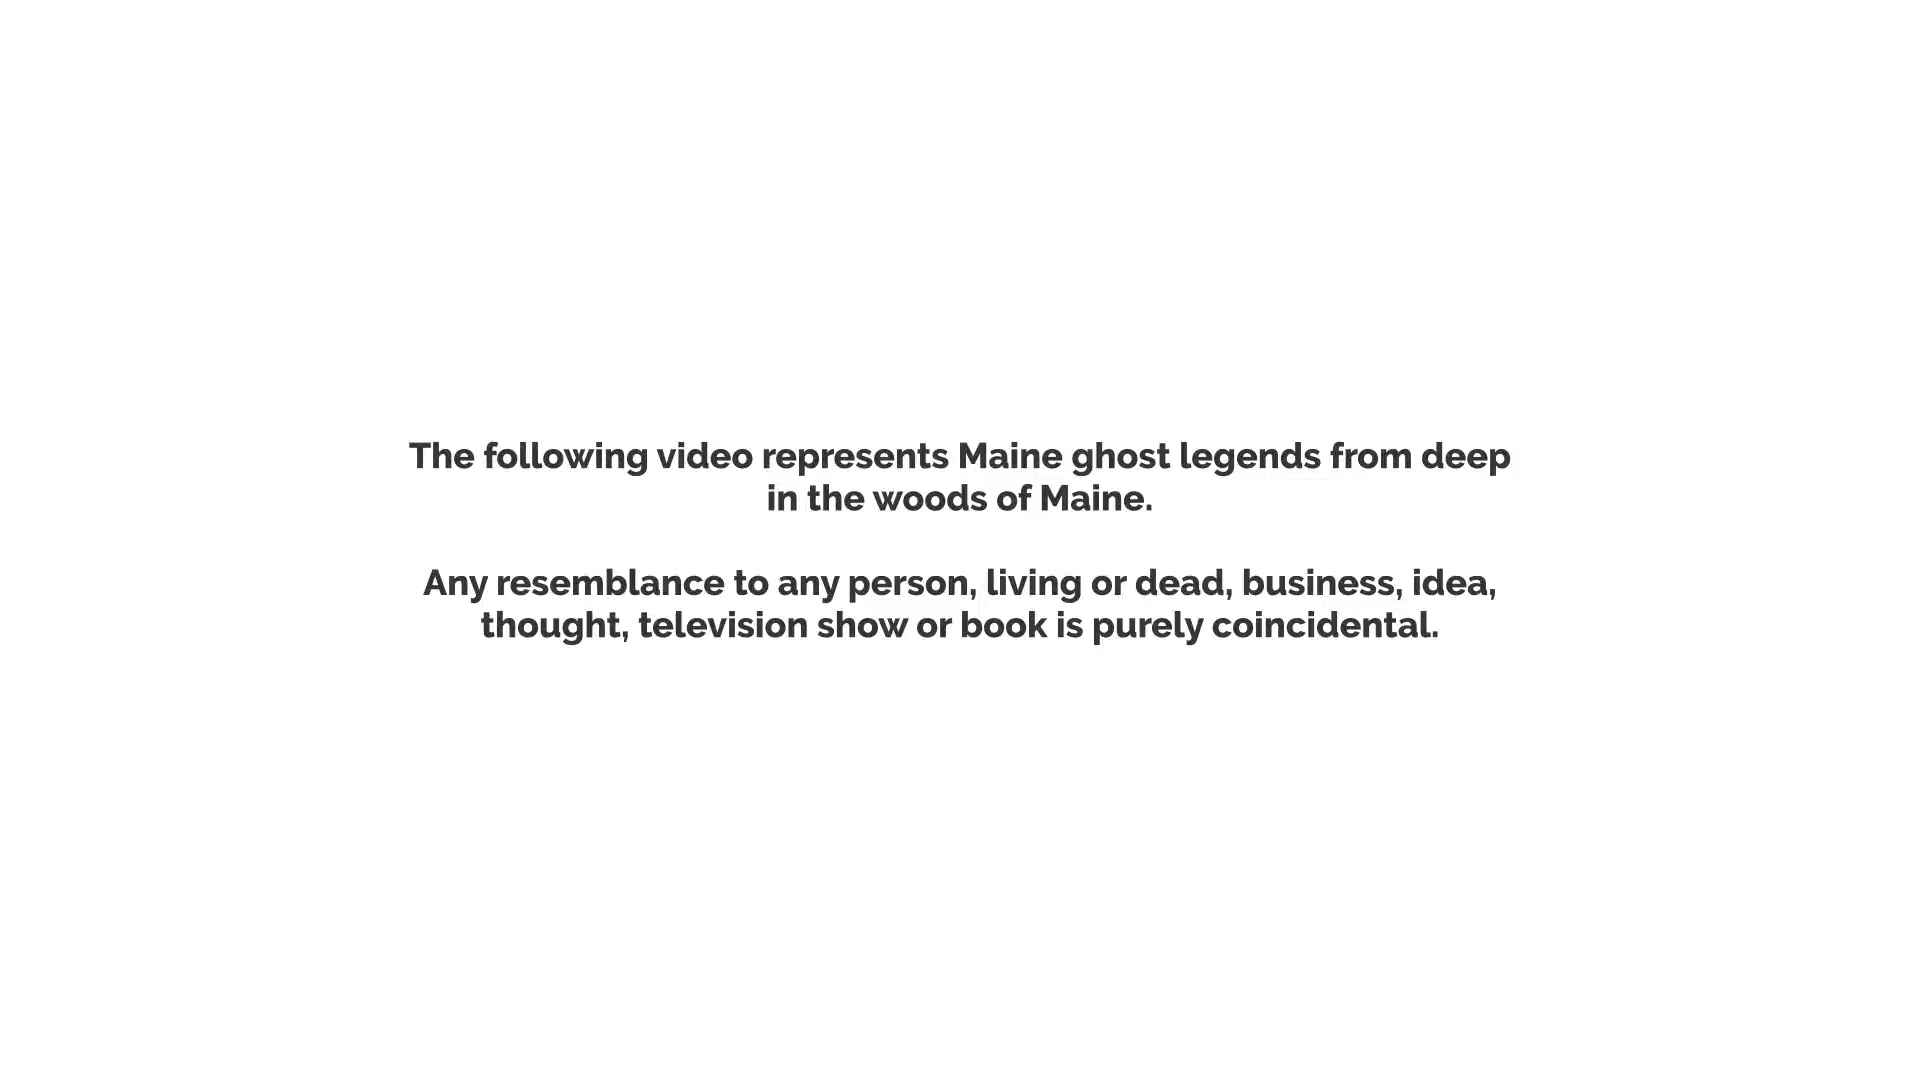 The following video represents Maine ghost legends from deep
in the woods of Maine.
Any resemblance to any person, living or dead, business, idea,
thought, television show or book is purely coincidental.